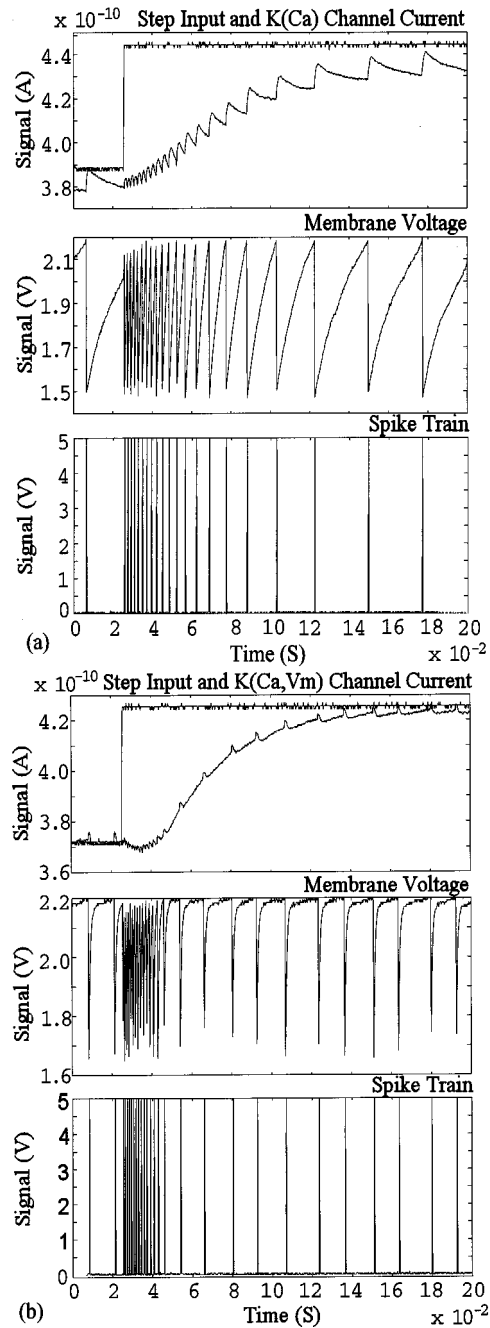 x 10⁻¹⁰ Step Input and K(Ca) Channel Current
4.4
4.2
4.0
3.8
Signal (A)
Membrane Voltage
2.1
1.9
1.7
1.5
Signal (V)
Spike Train
5
4
3
2
1
0
Signal (V)
0 2 4 6 8 10 12 14 16 18 20
(a) Time (S) x 10⁻²
x 10⁻¹⁰ Step Input and K(Ca,Vm) Channel Current
4.2
4.0
3.8
3.6
Signal (A)
Membrane Voltage
2.2
2.0
1.8
1.6
Signal (V)
Spike Train
5
4
3
2
1
0
Signal (V)
0 2 4 6 8 10 12 14 16 18 20
(b) Time (S) x 10⁻²